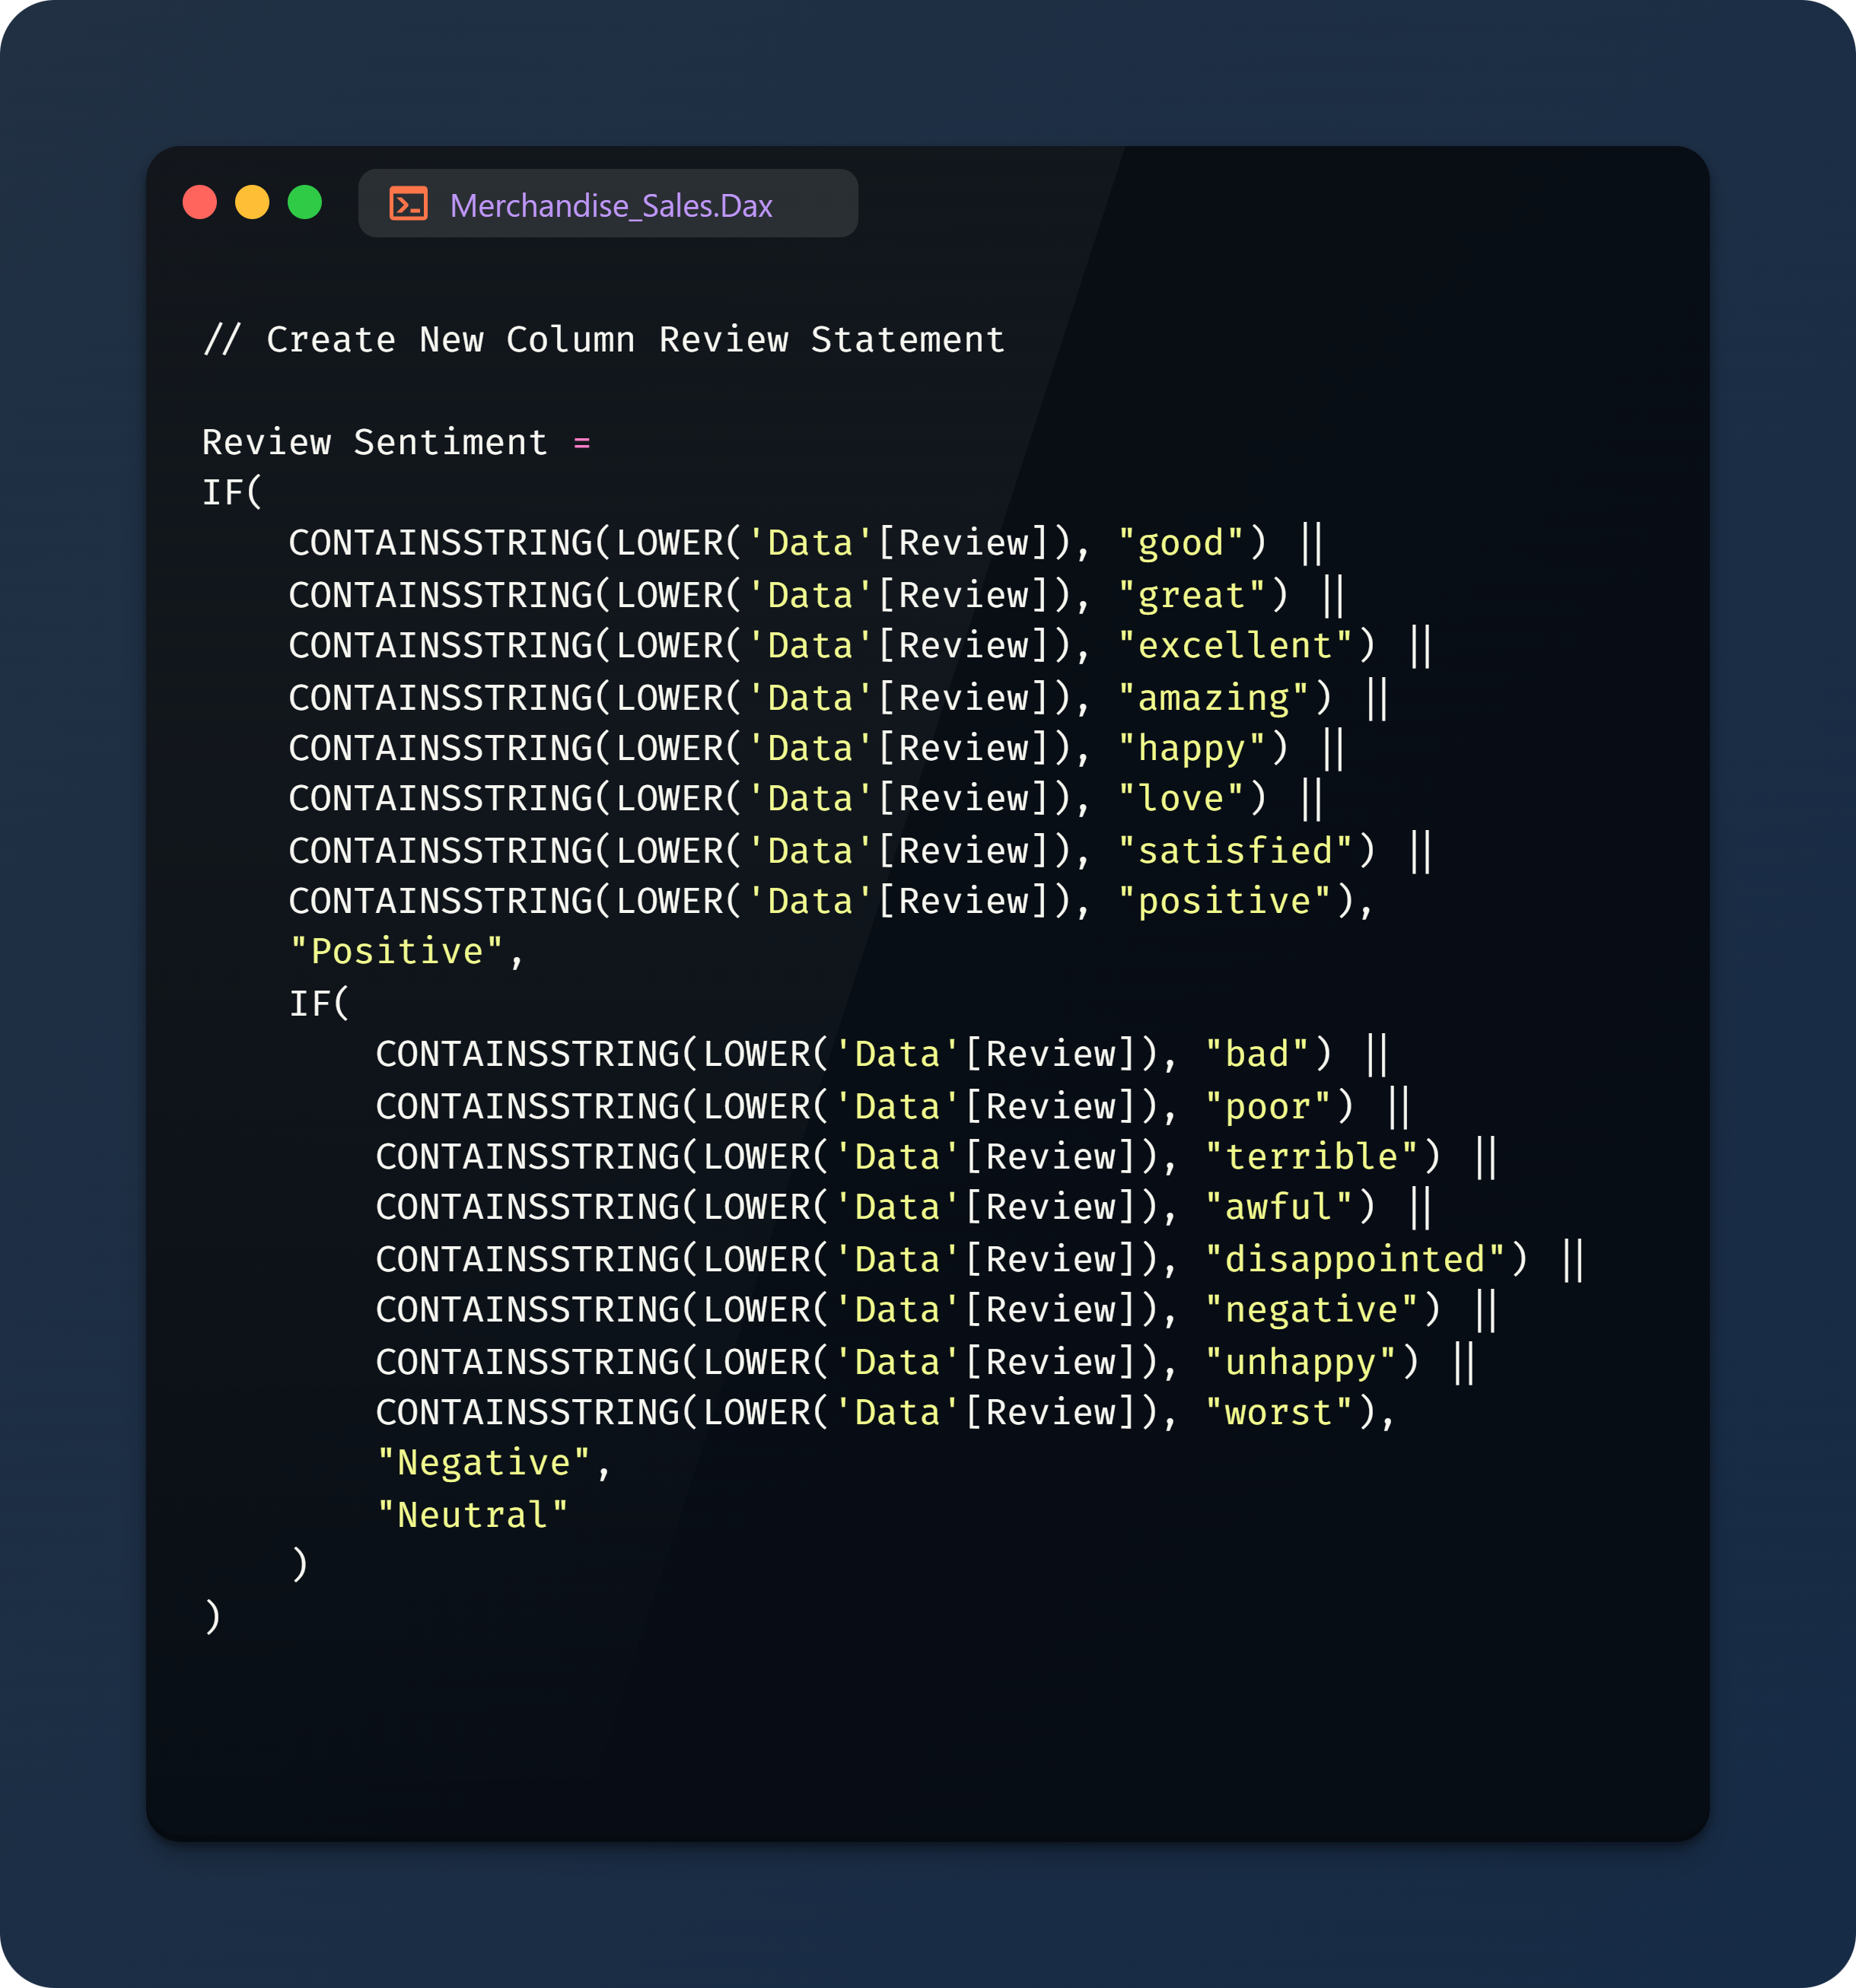 Merchandise_Sales.Dax
// Create New Column Review Statement
Review Sentiment =
IF(
    CONTAINSSTRING(LOWER('Data'[Review]), "good") ||
    CONTAINSSTRING(LOWER('Data'[Review]), "great") ||
    CONTAINSSTRING(LOWER('Data'[Review]), "excellent") ||
    CONTAINSSTRING(LOWER('Data'[Review]), "amazing") ||
    CONTAINSSTRING(LOWER('Data'[Review]), "happy") ||
    CONTAINSSTRING(LOWER('Data'[Review]), "love") ||
    CONTAINSSTRING(LOWER('Data'[Review]), "satisfied") ||
    CONTAINSSTRING(LOWER('Data'[Review]), "positive"),
    "Positive",
    IF(
        CONTAINSSTRING(LOWER('Data'[Review]), "bad") ||
        CONTAINSSTRING(LOWER('Data'[Review]), "poor") ||
        CONTAINSSTRING(LOWER('Data'[Review]), "terrible") ||
        CONTAINSSTRING(LOWER('Data'[Review]), "awful") ||
        CONTAINSSTRING(LOWER('Data'[Review]), "disappointed") ||
        CONTAINSSTRING(LOWER('Data'[Review]), "negative") ||
        CONTAINSSTRING(LOWER('Data'[Review]), "unhappy") ||
        CONTAINSSTRING(LOWER('Data'[Review]), "worst"),
        "Negative",
        "Neutral"
    )
)